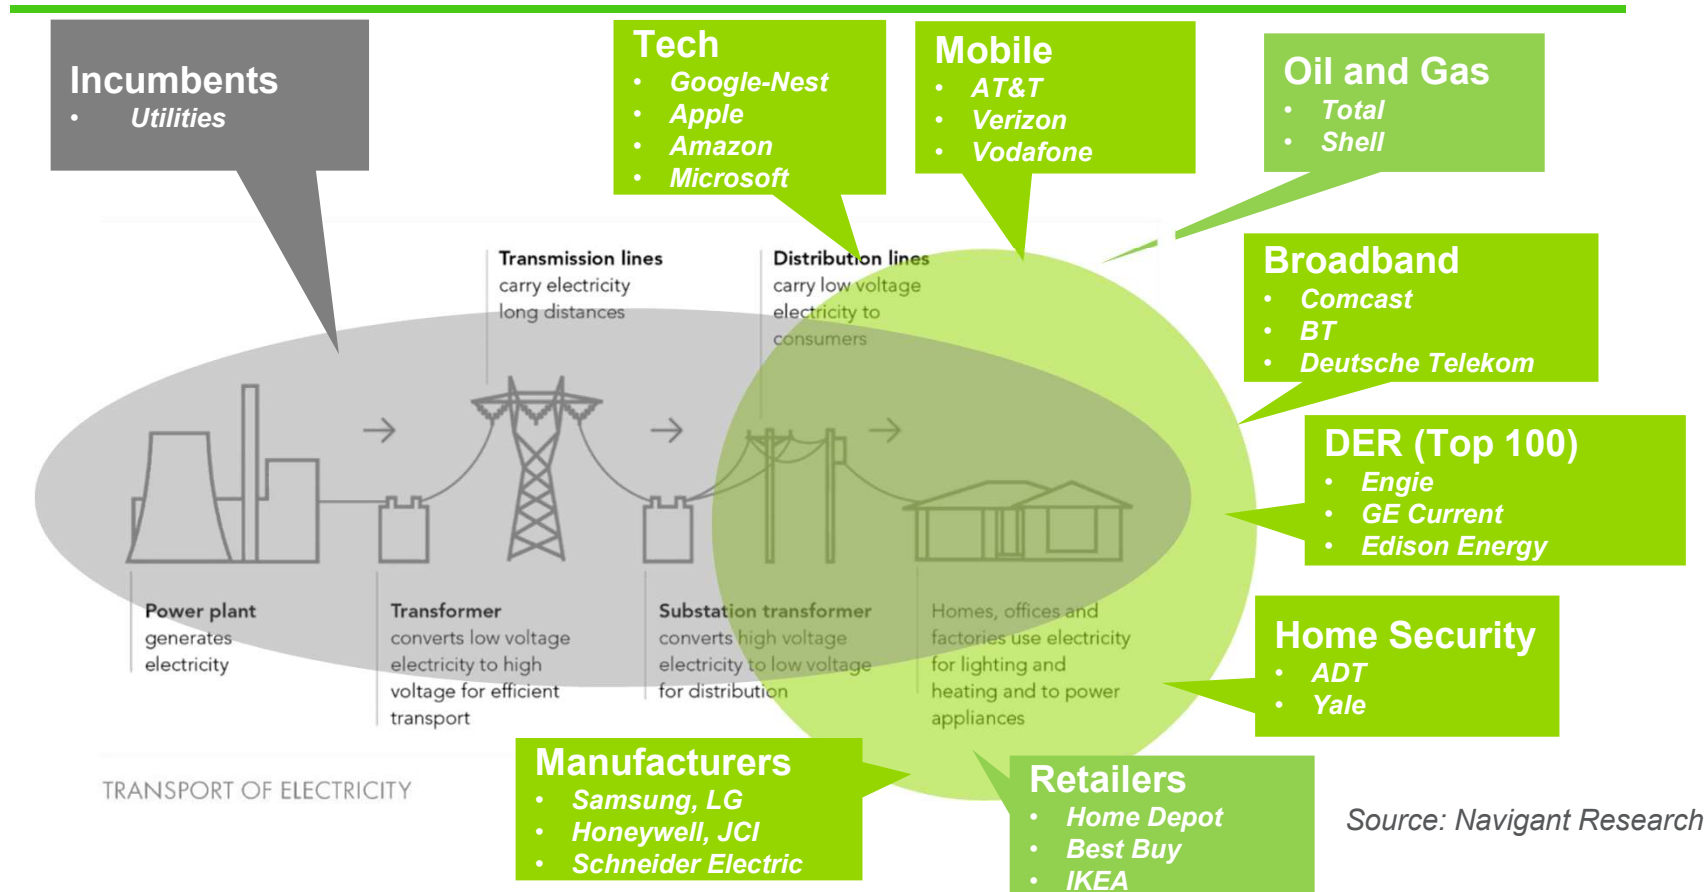 Incumbents
• Utilities
Tech
• Google-Nest
• Apple
• Amazon
• Microsoft
Mobile
• AT&T
• Verizon
• Vodafone
Oil and Gas
• Total
• Shell
Broadband
• Comcast
• BT
• Deutsche Telekom
DER (Top 100)
• Engie
• GE Current
• Edison Energy
Home Security
• ADT
• Yale
Transmission lines
carry electricity
long distances
Distribution lines
carry low voltage
electricity to
consumers
Power plant
generates
electricity
Transformer
converts low voltage
electricity to high
voltage for efficient
transport
Substation transformer
converts high voltage
electricity to low voltage
for distribution
Homes, offices and
factories use electricity
for lighting and
heating and to power
appliances
TRANSPORT OF ELECTRICITY
Manufacturers
• Samsung, LG
• Honeywell, JCI
• Schneider Electric
Retailers
• Home Depot
• Best Buy
• IKEA
Source: Navigant Research